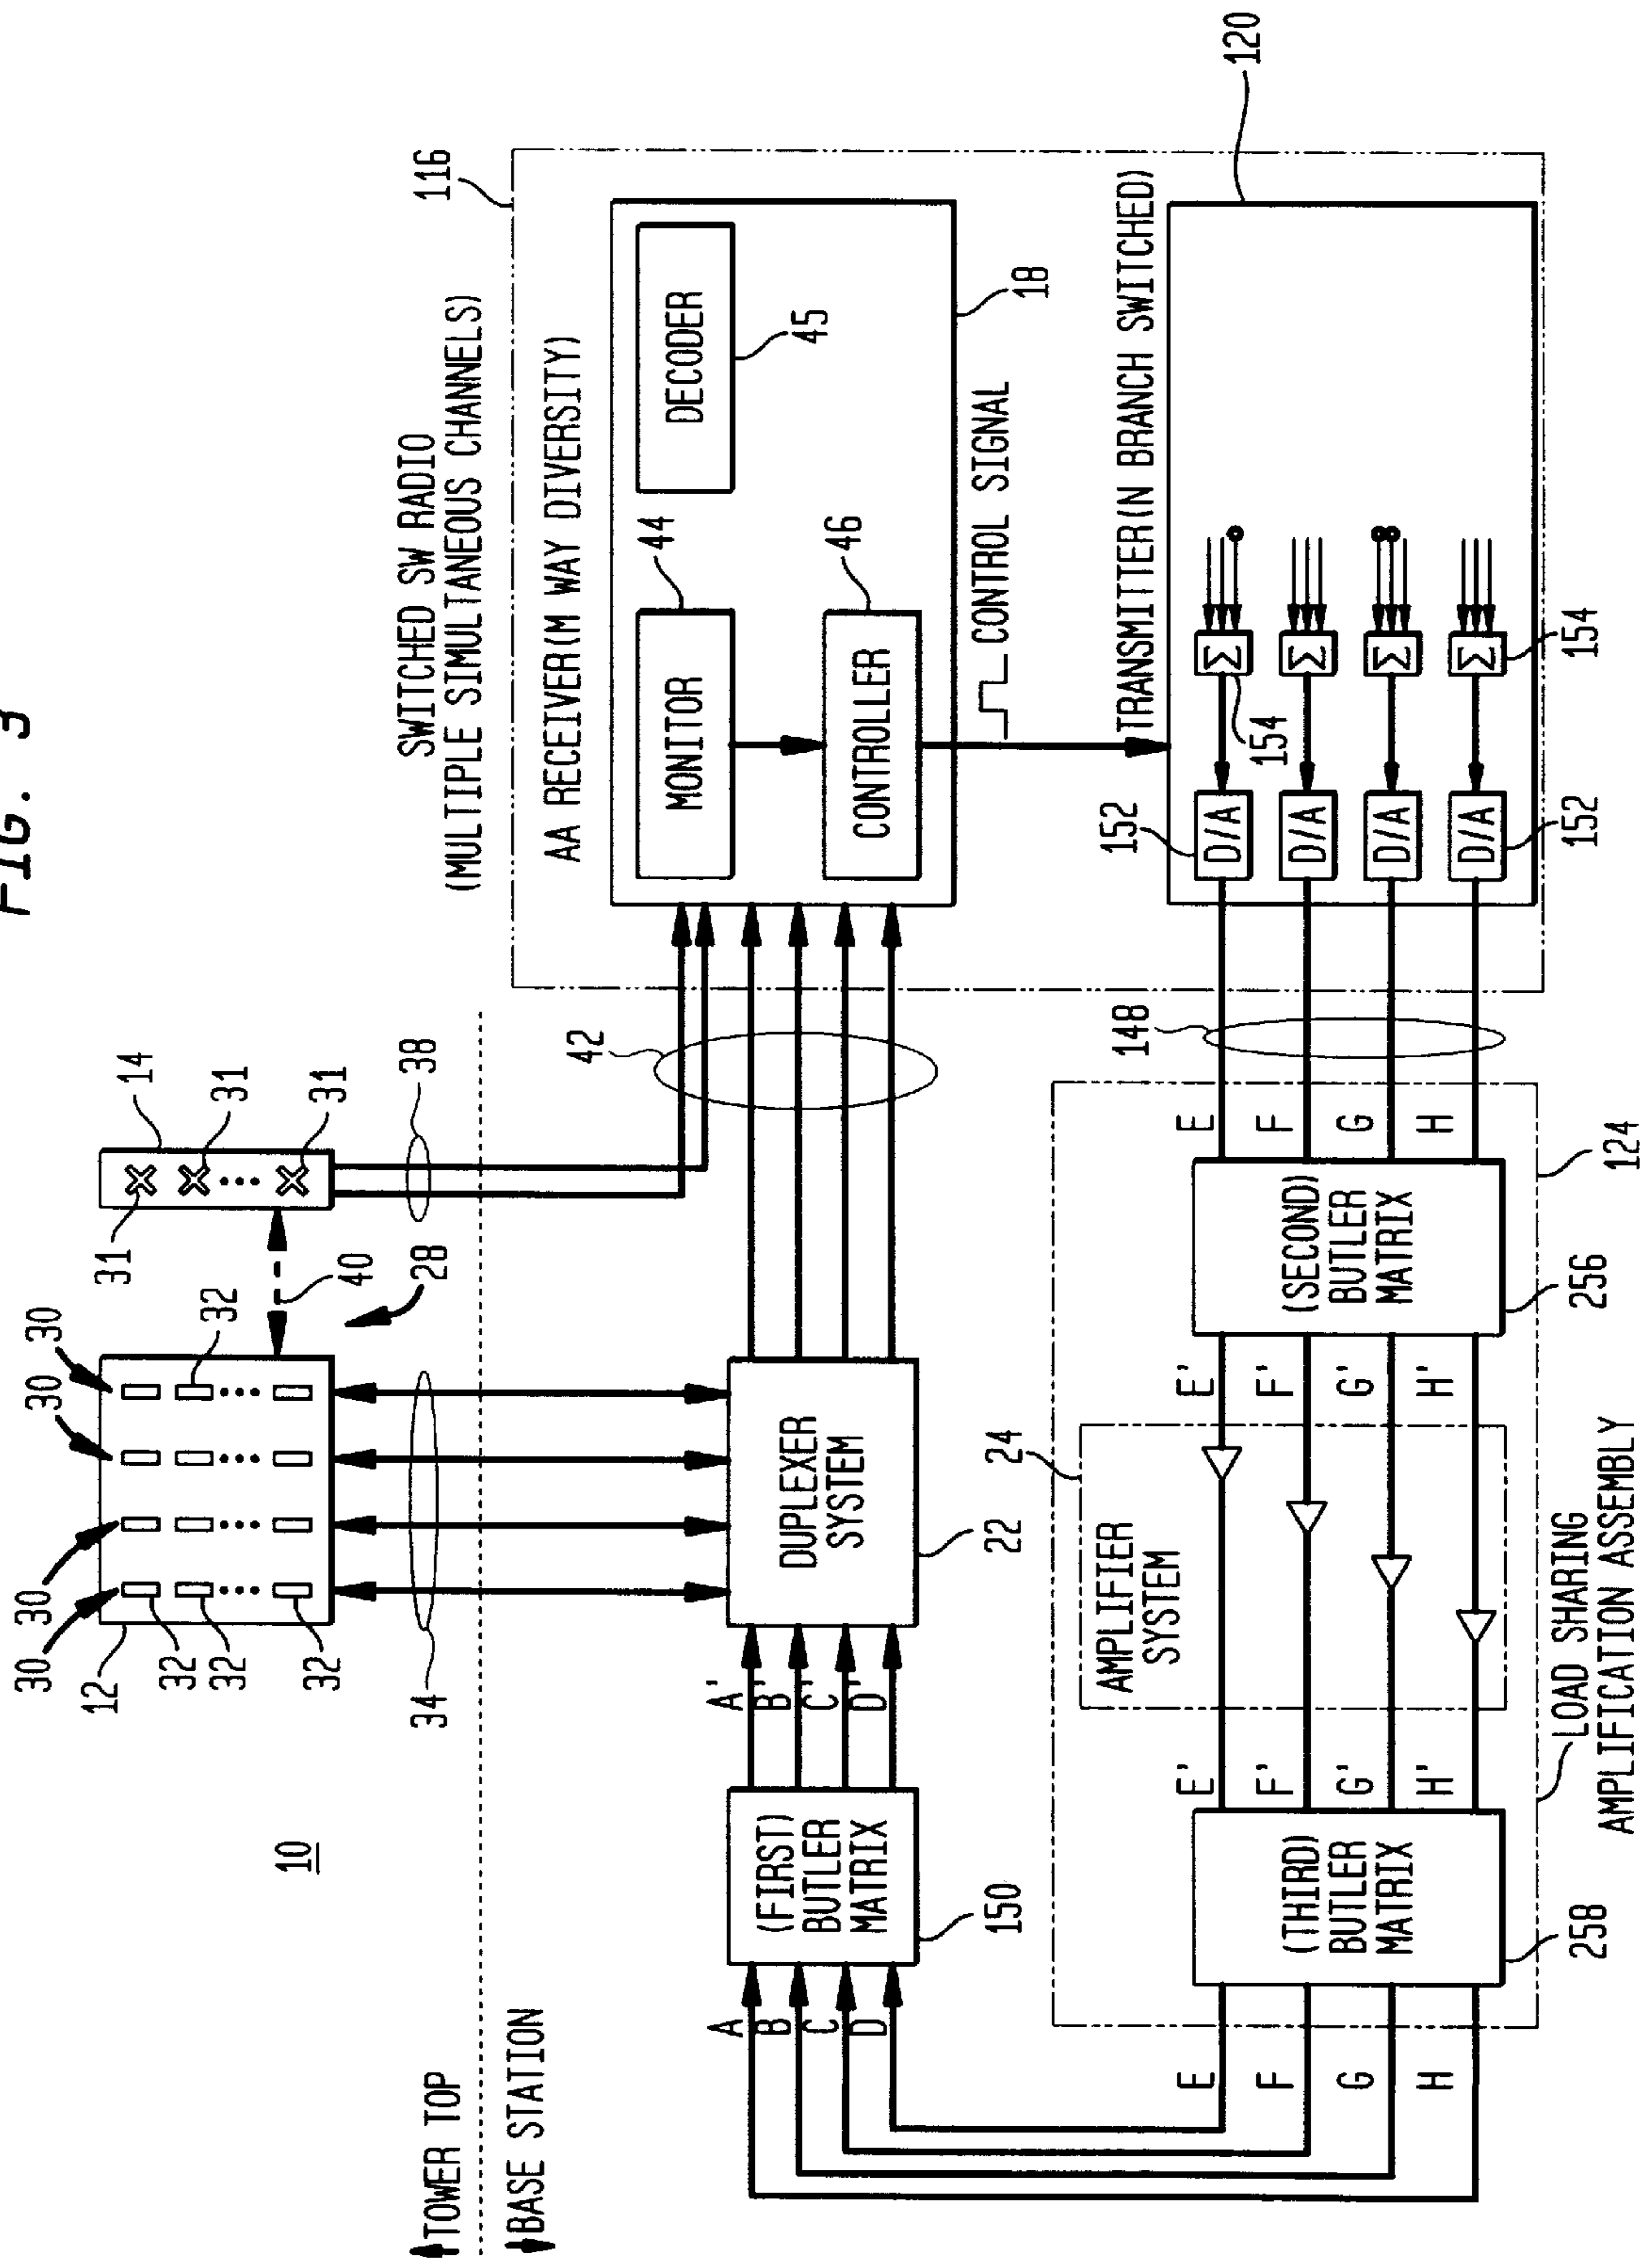 FIG. 3
10
TOWER TOP
BASE STATION
30
30
30
30
12
32
32
32
32
28
40
14
31
31
31
34
38
SWITCHED SW RADIO
(MULTIPLE SIMULTANEOUS CHANNELS)
116
AA RECEIVER(M WAY DIVERSITY)
A
B
C
D
(FIRST)
BUTLER
MATRIX
150
A'
B'
C'
D'
DUPLEXER
SYSTEM
22
42
MONITOR
44
DECODER
45
CONTROLLER
46
18
CONTROL SIGNAL
TRANSMITTER(N BRANCH SWITCHED)
120
E
F
G
H
(THIRD)
BUTLER
MATRIX
258
E'
F'
G'
H'
AMPLIFIER
SYSTEM
24
E'
F'
G'
H'
(SECOND)
BUTLER
MATRIX
256
E
F
G
H
124
148
152
D/A
D/A
D/A
D/A
152
154
Σ
Σ
Σ
Σ
154
LOAD SHARING
AMPLIFICATION ASSEMBLY